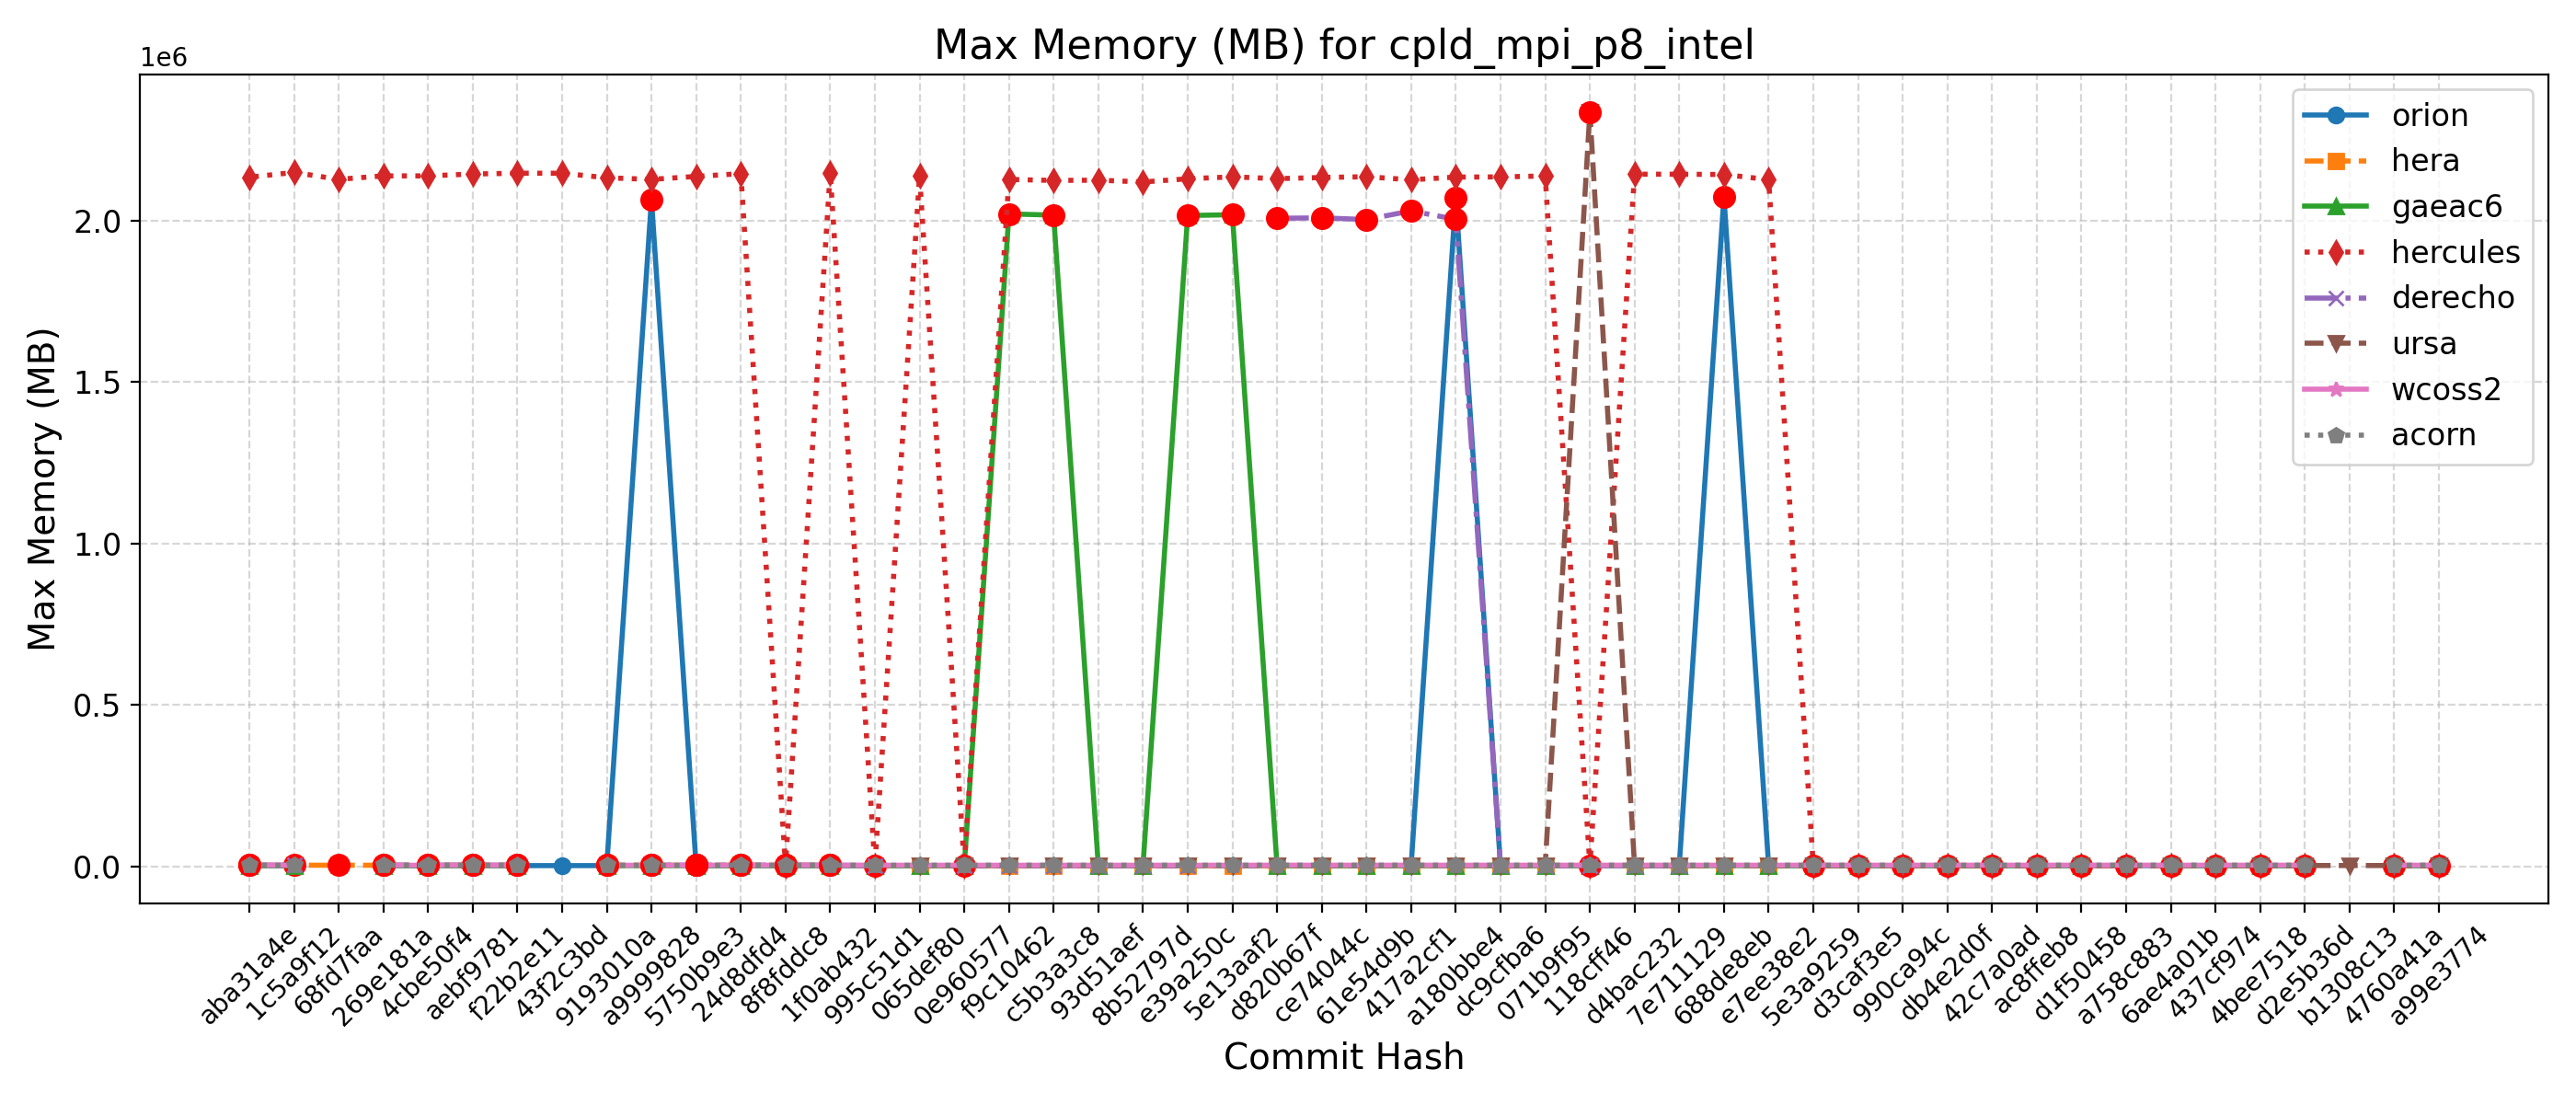 Max Memory (MB) for cpld_mpi_p8_intel
1e6
2.0
1.5
1.0
0.5
0.0
Max Memory (MB)
orion
hera
gaeac6
hercules
derecho
ursa
wcoss2
acorn
aba31a4e
1c5a9f12
68fd7faa
269e181a
4cbe50f4
aebf9781
f22b2e11
43f2c3bd
9193010a
a9999828
5750b9e3
24d8dfd4
8f8fddc8
1f0ab432
995c51d1
065def80
0e960577
f9c10462
c5b3a3c8
93d51aef
8b52797d
e39a250c
5e13aaf2
d820b67f
ce74044c
61e54d9b
417a2cf1
a180bbe4
dc9cfba6
071b9f95
118cff46
d4bac232
7e711129
688de8eb
e7ee38e2
5e3a9259
d3caf3e5
990ca94c
db4e2d0f
42c7a0ad
ac8ffeb8
d1f50458
a758c883
6ae4a01b
437cf974
4bee7518
d2e5b36d
b1308c13
4760a41a
a99e3774
Commit Hash